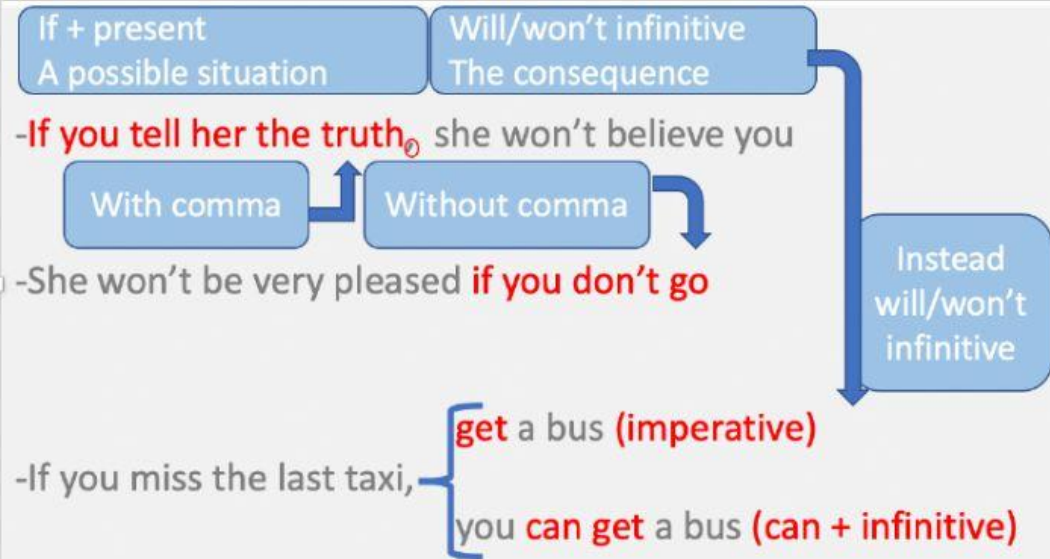 If + present
A possible situation
Will/won't infinitive
The consequence
-If you tell her the truth, she won't believe you
With comma
Without comma
-She won't be very pleased if you don't go
Instead
will/won't
infinitive
get a bus (imperative)
-If you miss the last taxi,
you can get a bus (can + infinitive)